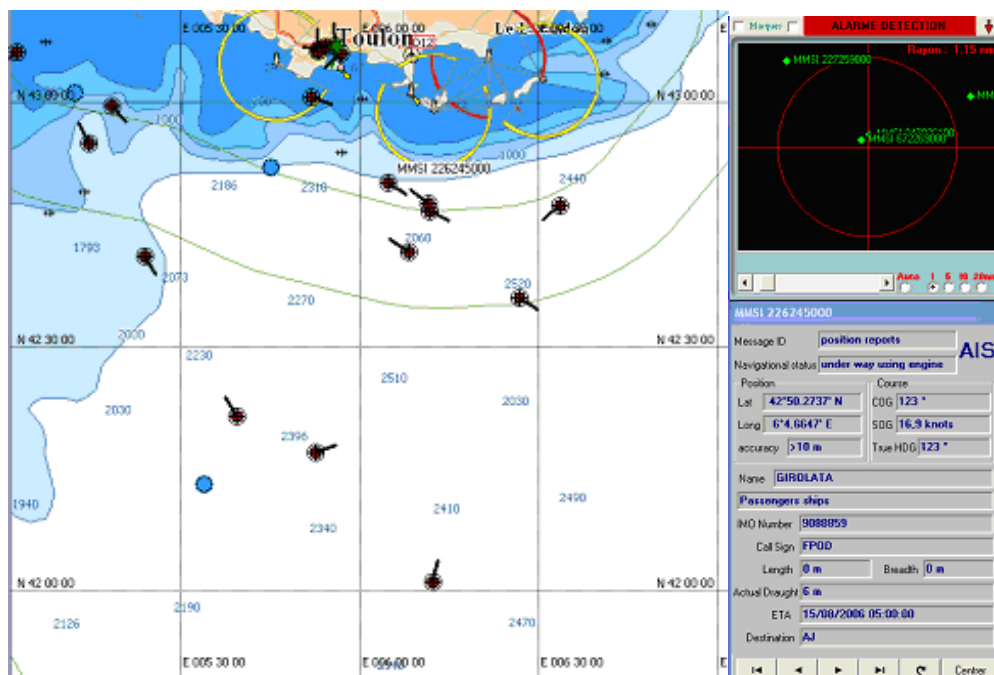 E 005 30 00
E 006 00 00
Toulon
N 43 00 00
N 43 00 00
1000
1000
MMSI 226245000
2186
2310
2440
1793
2060
2073
2520
2270
2000
N 42 30 00
N 42 30 00
2230
2510
2030
2030
2396
1940
2490
2410
2340
N 42 00 00
N 42 00 00
2190
2126
2470
E 005 30 00
E 006 00 00
E 006 30 00
E
Marques
ALARME DETECTION
Rayon : 1,15 nm
MMSI 227259000
MM
MMSI 672269000
Auto 1 5 10 20nm
MMSI 226245000
Message ID position reports
AIS
Navigational status under way using engine
Position
Course
Lat 42°50.2737' N
COG 123 °
Long 6°4.6647' E
SOG 16.9 knots
accuracy >10 m
True HDG 123 °
Name GIROLATA
Passengers ships
IMO Number 9088859
Call Sign FPOD
Length 0 m Breadth 0 m
Actual Draught 6 m
ETA 15/08/2006 05:00:00
Destination AJ
Centrer